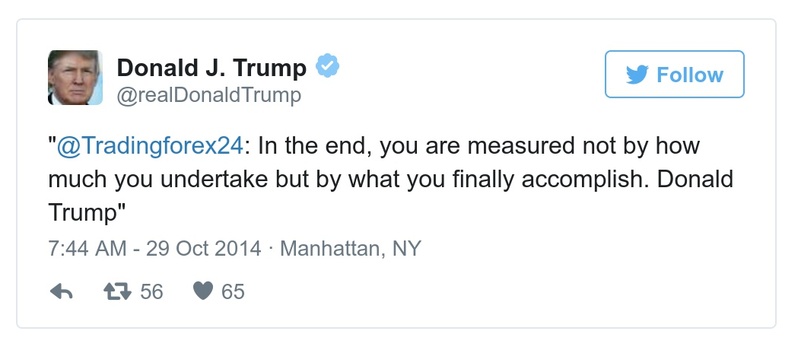 Donald J. Trump
@realDonaldTrump
Follow
"@Tradingforex24: In the end, you are measured not by how
much you undertake but by what you finally accomplish. Donald
Trump"
7:44 AM - 29 Oct 2014 · Manhattan, NY
56 65